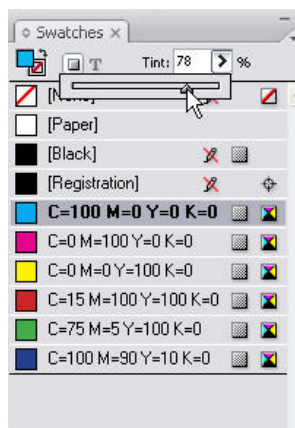 Swatches ×
T Tint: 78 %
[Paper]
[Black]
[Registration]
C=100 M=0 Y=0 K=0
C=0 M=100 Y=0 K=0
C=0 M=0 Y=100 K=0
C=15 M=100 Y=100 K=0
C=75 M=5 Y=100 K=0
C=100 M=90 Y=10 K=0